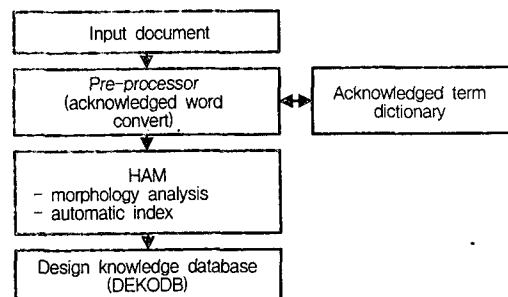 Input document
Pre-processor
(acknowledged word
convert)
Acknowledged term
dictionary
HAM
- morphology analysis
- automatic index
Design knowledge database
(DEKODB)